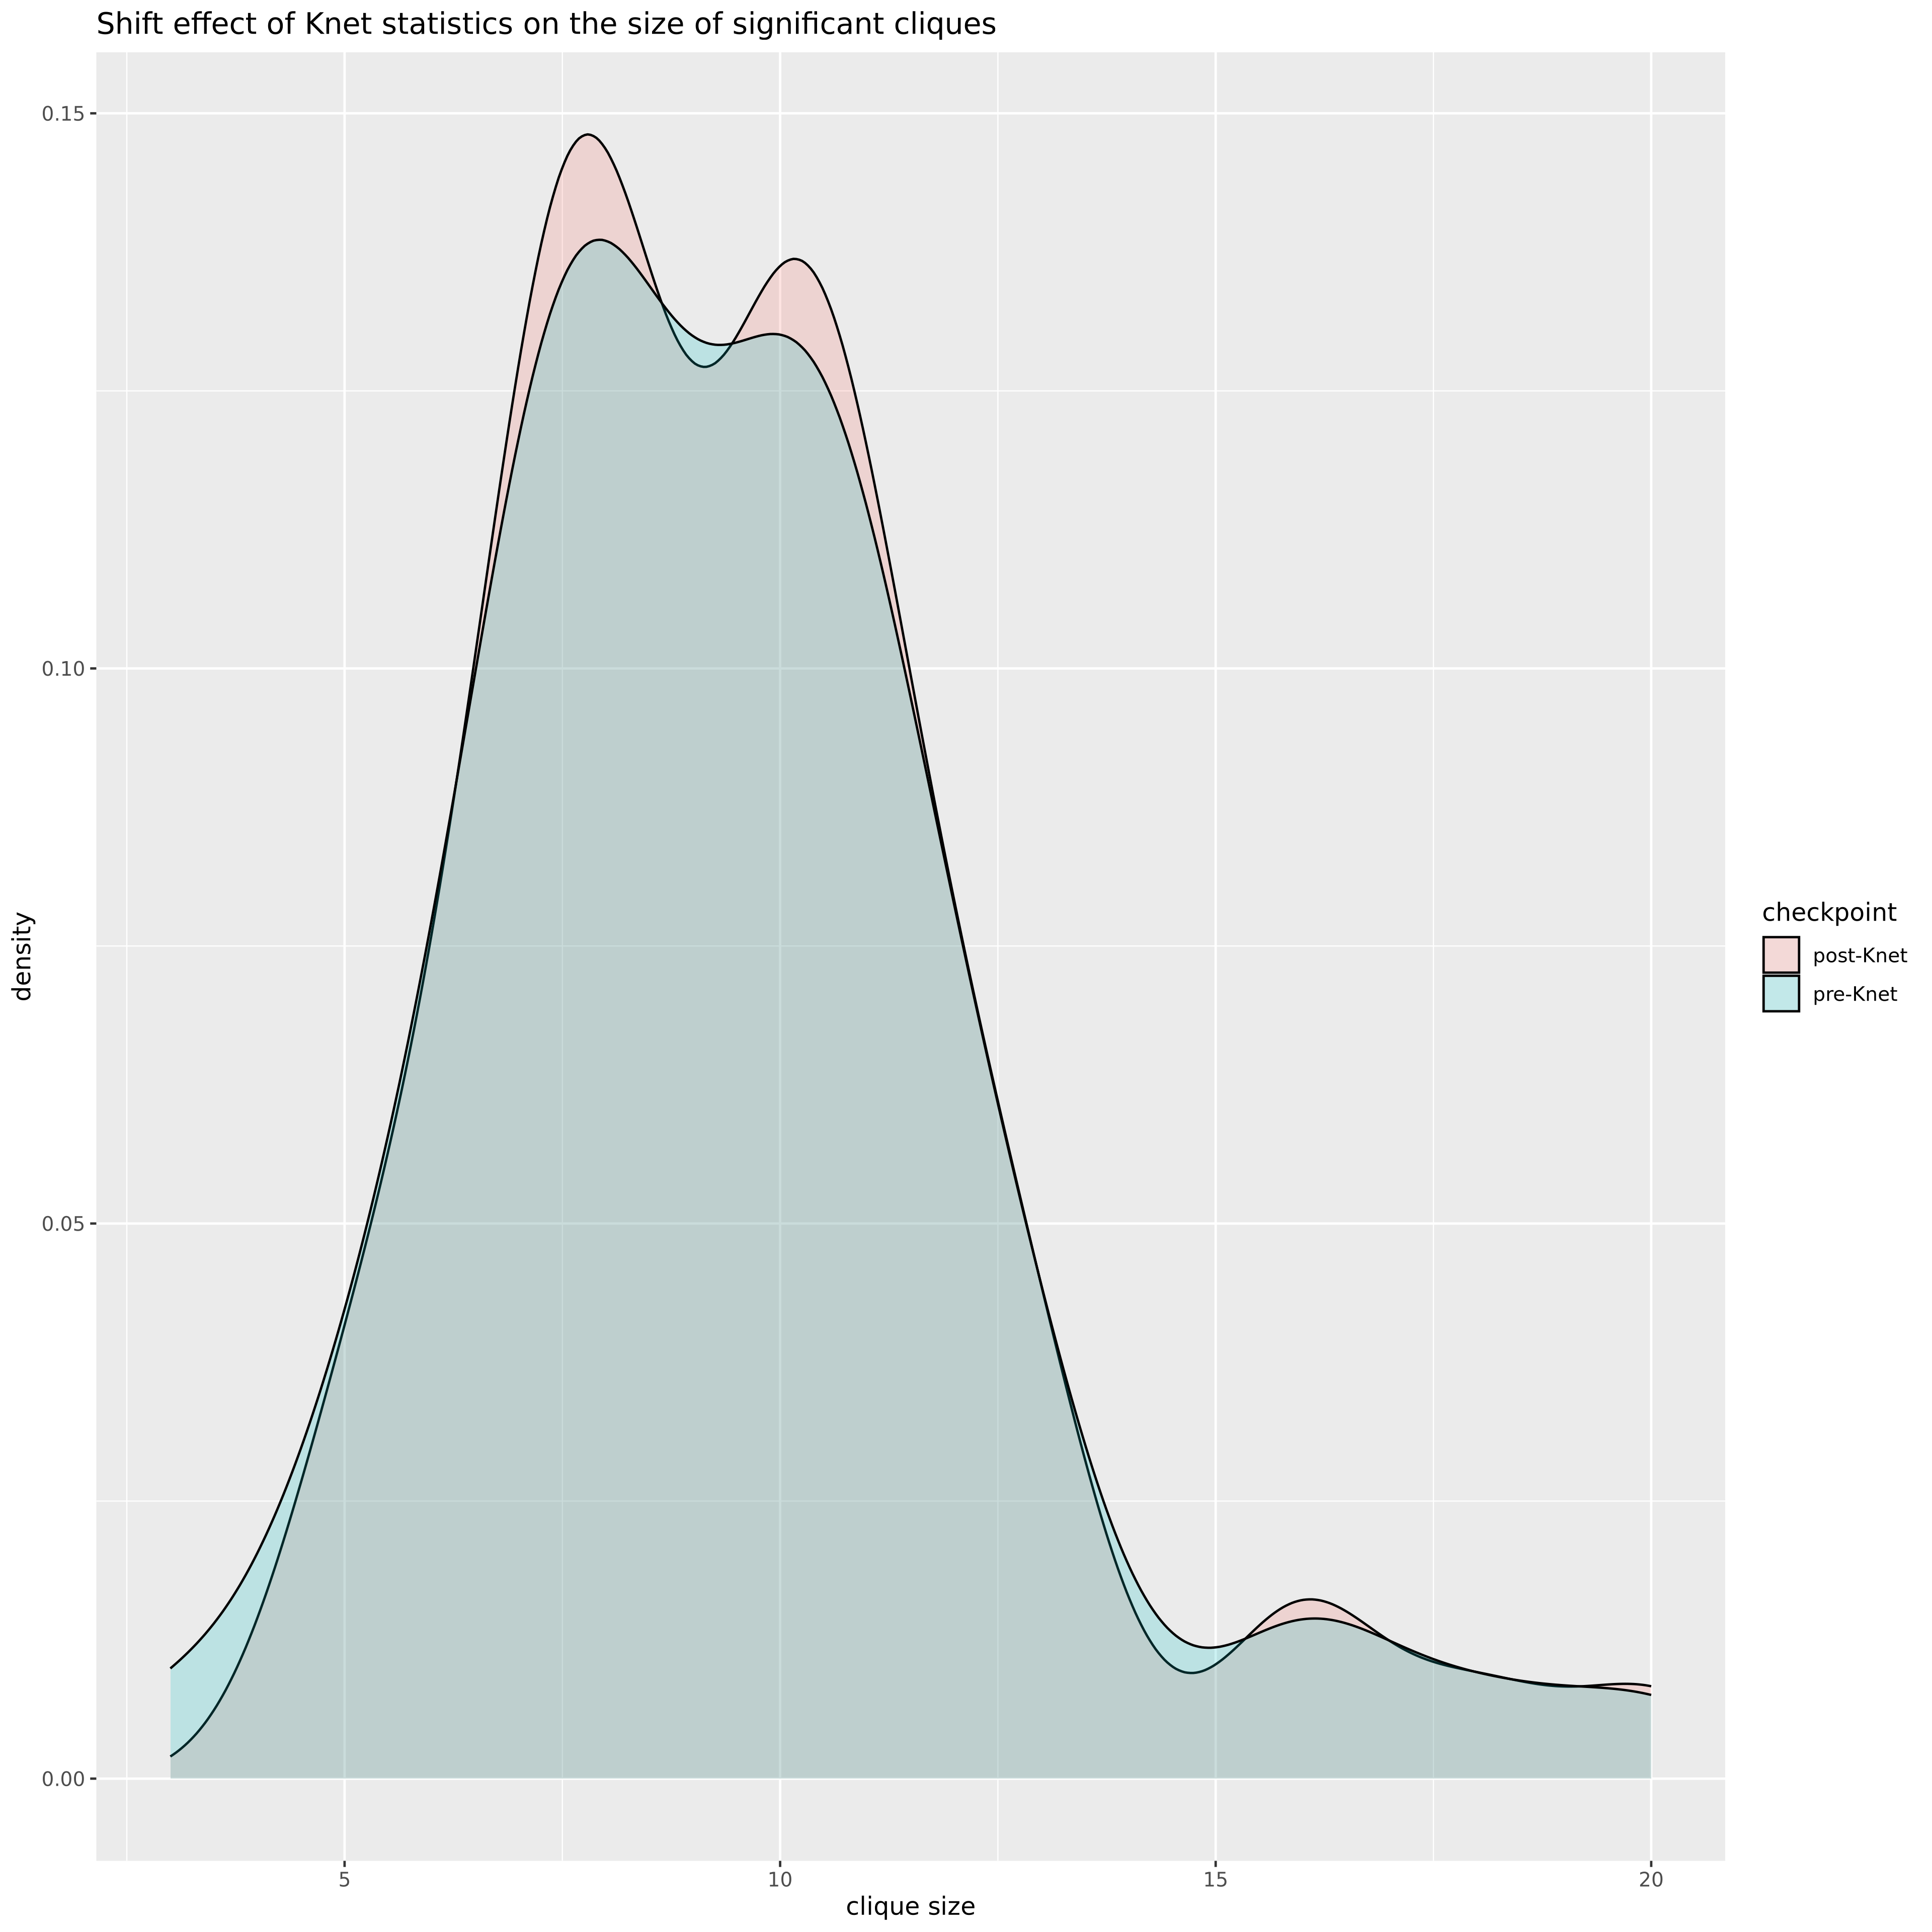 Shift effect of Knet statistics on the size of significant cliques
0.15
0.10
0.05
0.00
density
5
10
15
20
clique size
checkpoint
post-Knet
pre-Knet